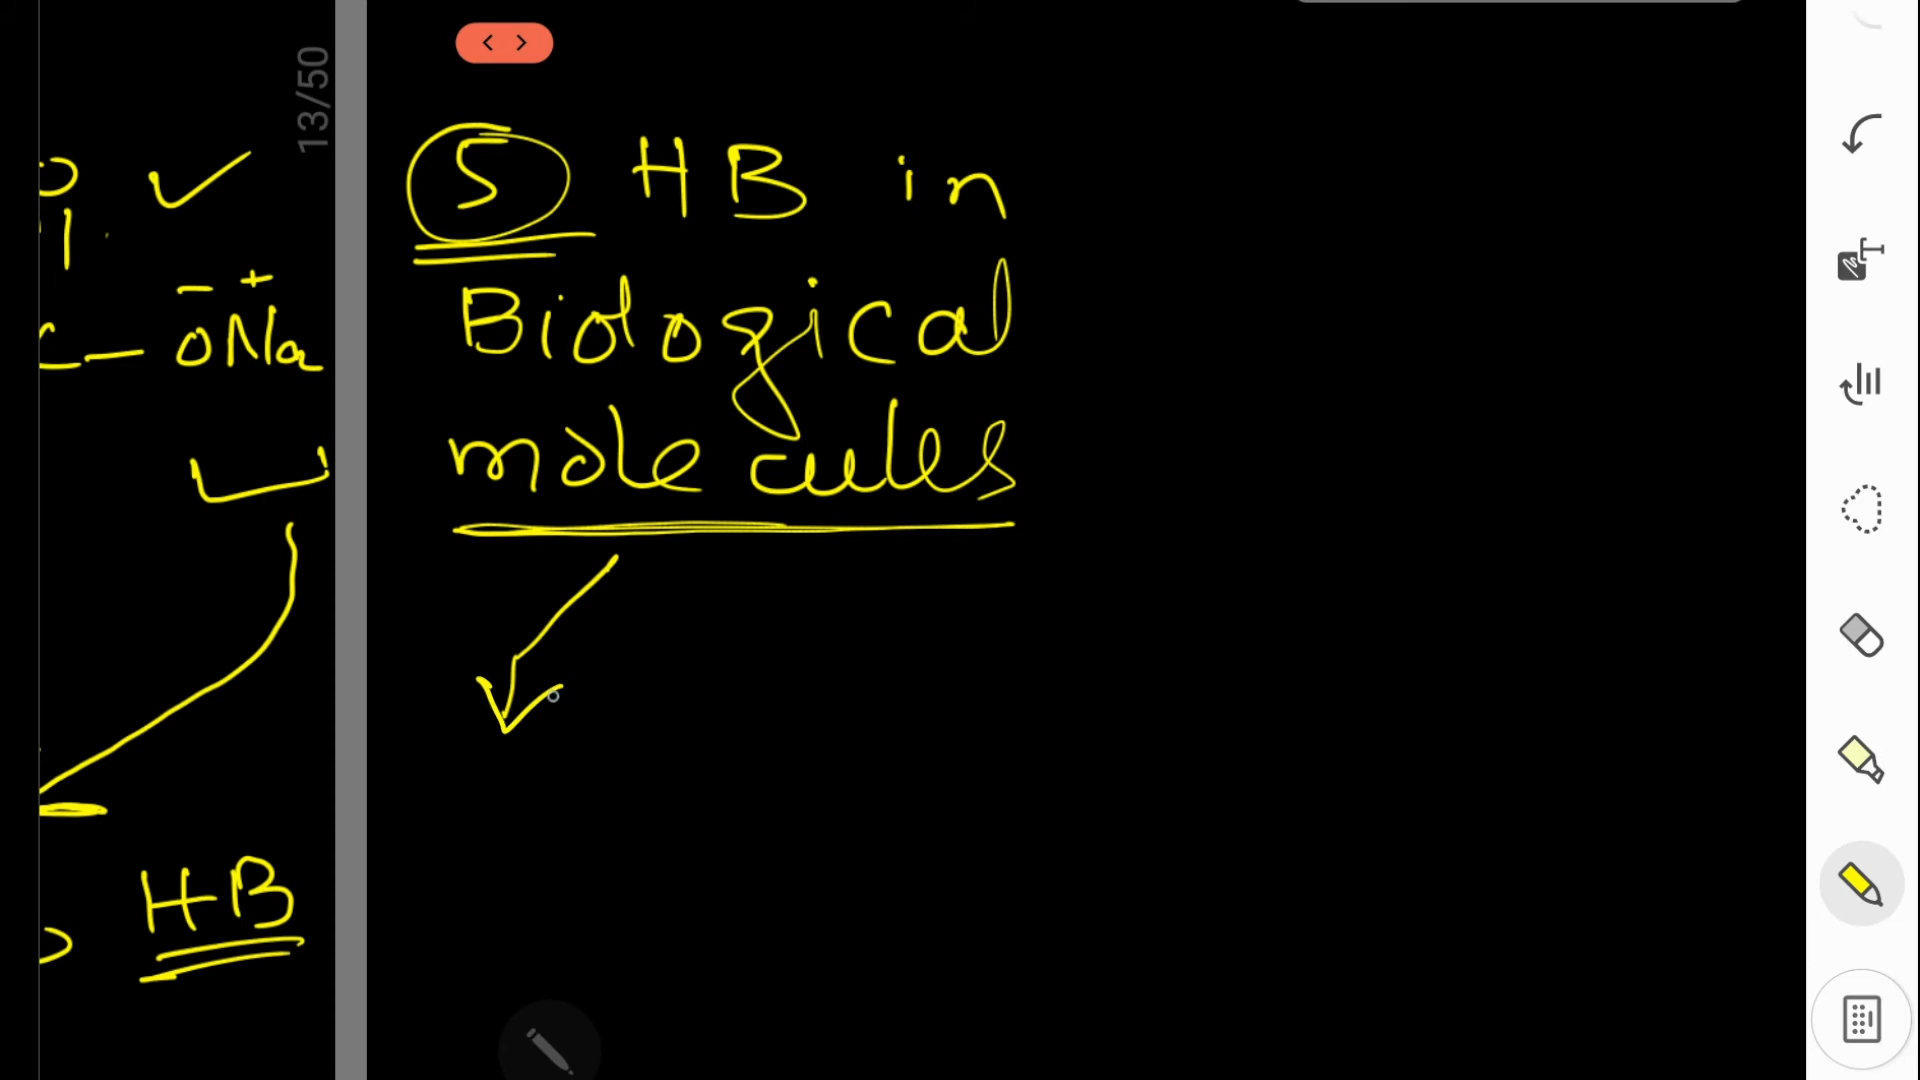 13/50
C — ONa
- +
HB
5 HB in
Biological
molecules